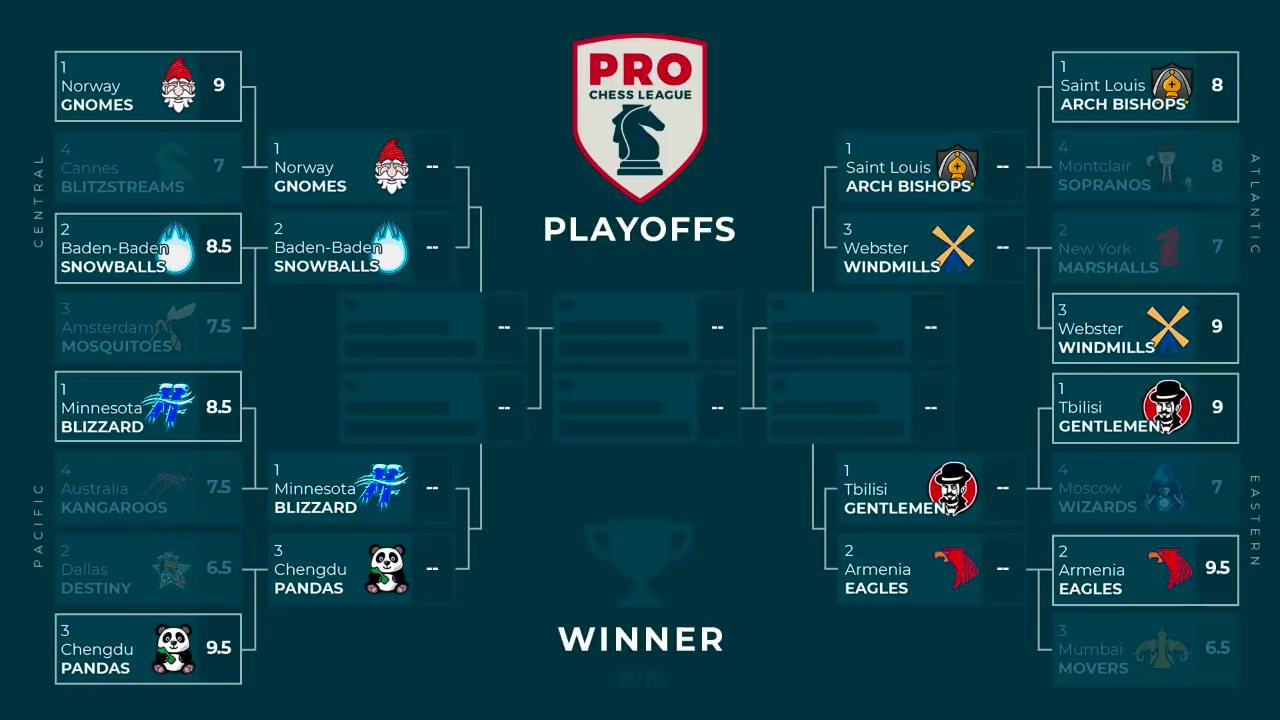 PRO
CHESS LEAGUE
PLAYOFFS
CENTRAL
1
Norway
GNOMES
9
4
Cannes
BLITZSTREAMS
7
2
Baden-Baden
SNOWBALLS
8.5
3
Amsterdam
MOSQUITOES
7.5
PACIFIC
1
Minnesota
BLIZZARD
8.5
4
Australia
KANGAROOS
7.5
2
Dallas
DESTINY
6.5
3
Chengdu
PANDAS
9.5
1
Norway
GNOMES
--
2
Baden-Baden
SNOWBALLS
--
1
Minnesota
BLIZZARD
--
3
Chengdu
PANDAS
--
--
--
--
--
--
--
1
Saint Louis
ARCH BISHOPS
--
3
Webster
WINDMILLS
--
1
Tbilisi
GENTLEMEN
--
2
Armenia
EAGLES
--
ATLANTIC
1
Saint Louis
ARCH BISHOPS
8
4
Montclair
SOPRANOS
8
2
New York
MARSHALLS
7
3
Webster
WINDMILLS
9
EASTERN
1
Tbilisi
GENTLEMEN
9
4
Moscow
WIZARDS
7
2
Armenia
EAGLES
9.5
3
Mumbai
MOVERS
6.5
WINNER
2019